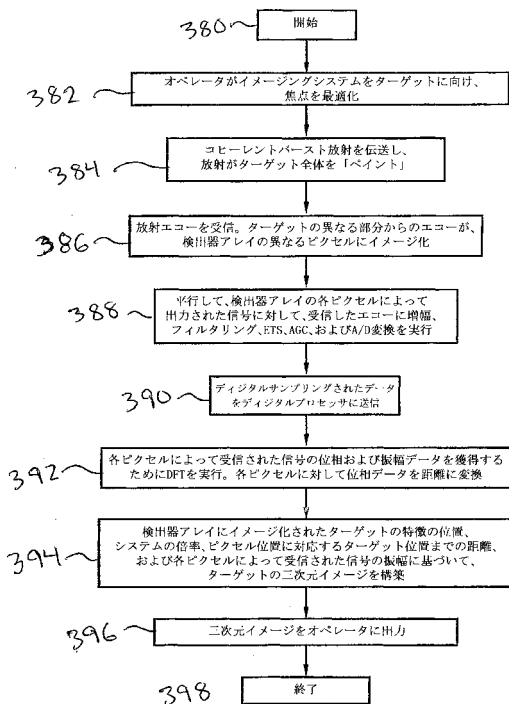 380
開始
382
オペレータがイメージングシステムをターゲットに向け、
焦点を最適化
384
コヒーレントバースト放射を伝送し、
放射がターゲット全体を「ペイント」
386
放射エコーを受信。ターゲットの異なる部分からのエコーが、
検出器アレイの異なるピクセルにイメージ化
388
平行して、検出器アレイの各ピクセルによって
出力された信号に対して、受信したエコーに増幅、
フィルタリング、ETS、AGC、およびA/D変換を実行
390
ディジタルサンプリングされたデータ
をディジタルプロセッサに送信
392
各ピクセルによって受信された信号の位相および振幅データを獲得する
ためにDFTを実行。各ピクセルに対して位相データを距離に変換
394
検出器アレイにイメージ化されたターゲットの特徴の位置、
システムの倍率、ピクセル位置に対応するターゲット位置までの距離、
および各ピクセルによって受信された信号の振幅に基づいて、
ターゲットの三次元イメージを構築
396
三次元イメージをオペレータに出力
398
終了